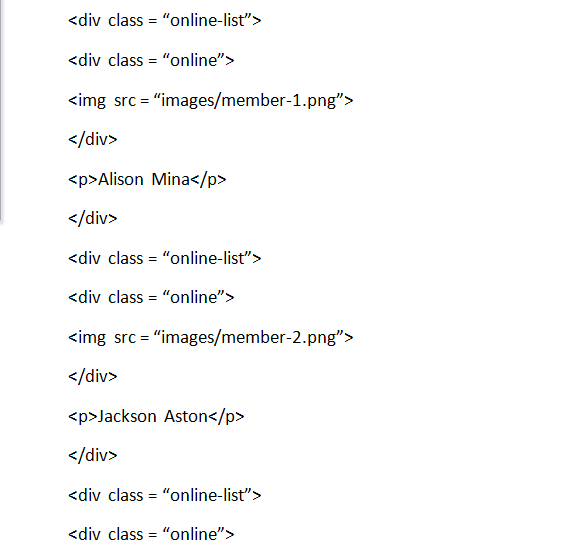 <div class = “online-list”>
<div class = “online”>
<img src = “images/member-1.png”>
</div>
<p>Alison Mina</p>
</div>
<div class = “online-list”>
<div class = “online”>
<img src = “images/member-2.png”>
</div>
<p>Jackson Aston</p>
</div>
<div class = “online-list”>
<div class = “online”>